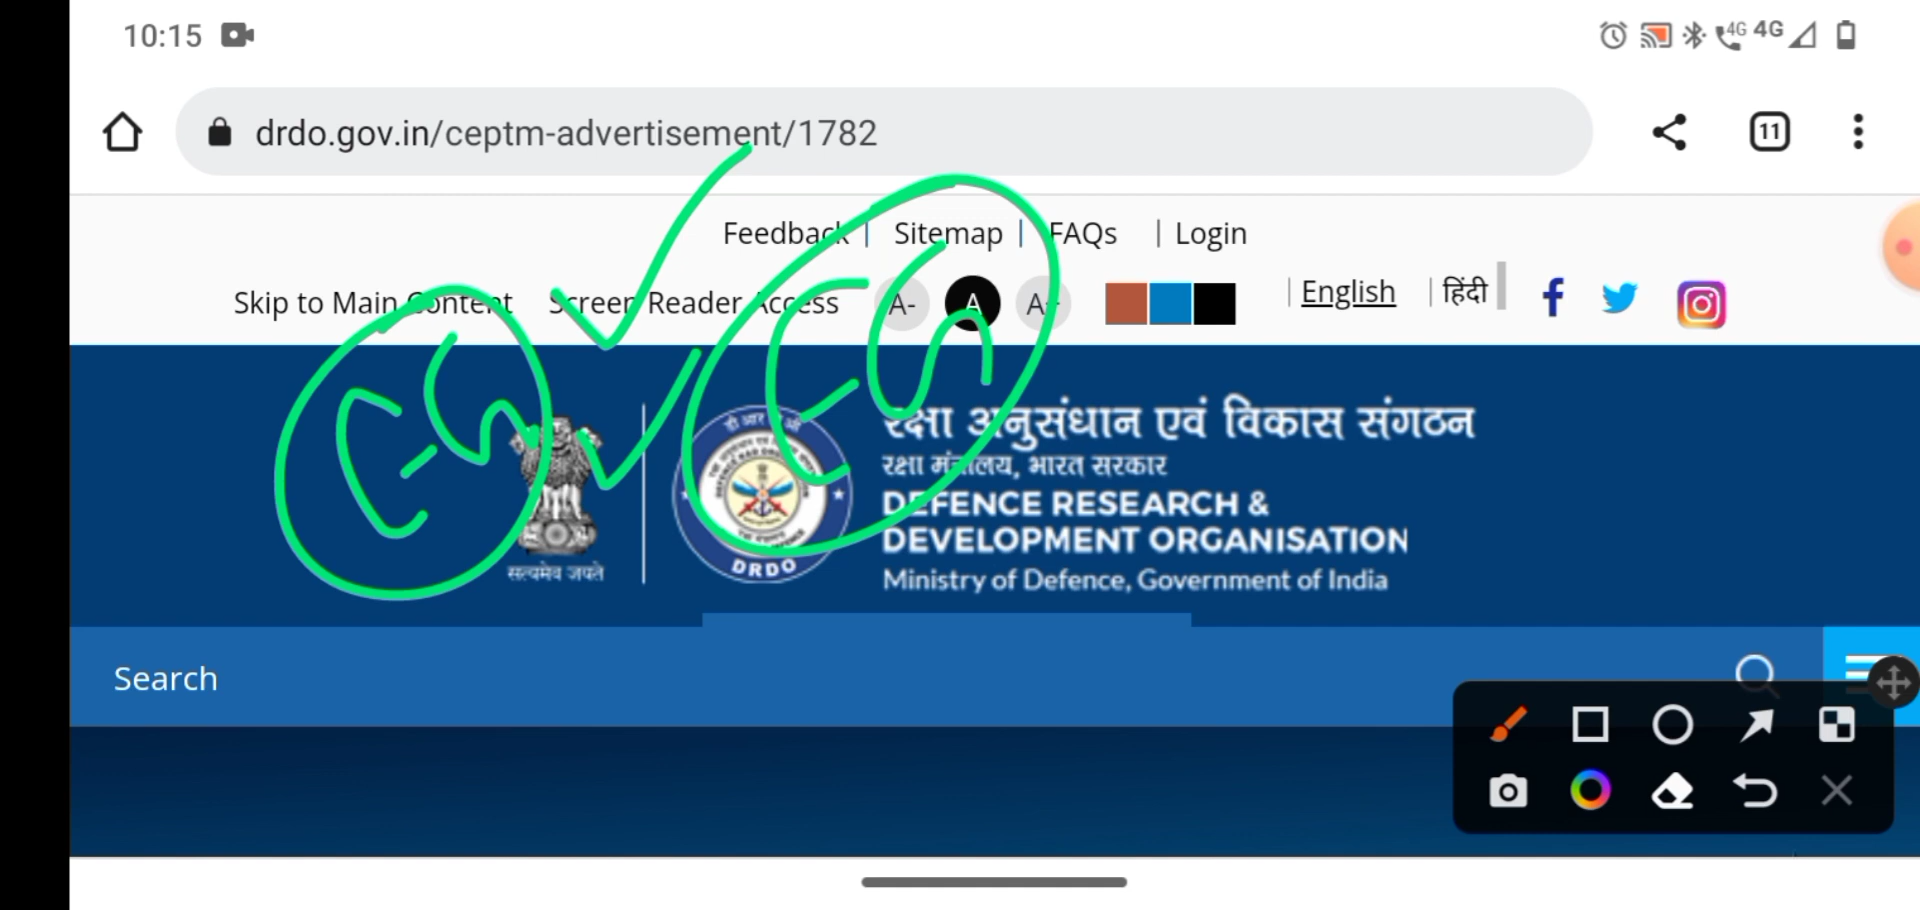 10:15 4G 4G
drdo.gov.in/ceptm-advertisement/1782 11
Feedback | Sitemap | FAQs | Login
Skip to Main Content Screen Reader Access A- A A+ | English | हिंदी
रक्षा अनुसंधान एवं विकास संगठन
रक्षा मंत्रालय, भारत सरकार
DEFENCE RESEARCH &
DEVELOPMENT ORGANISATION
Ministry of Defence, Government of India
सत्यमेव जयते
DRDO
Search